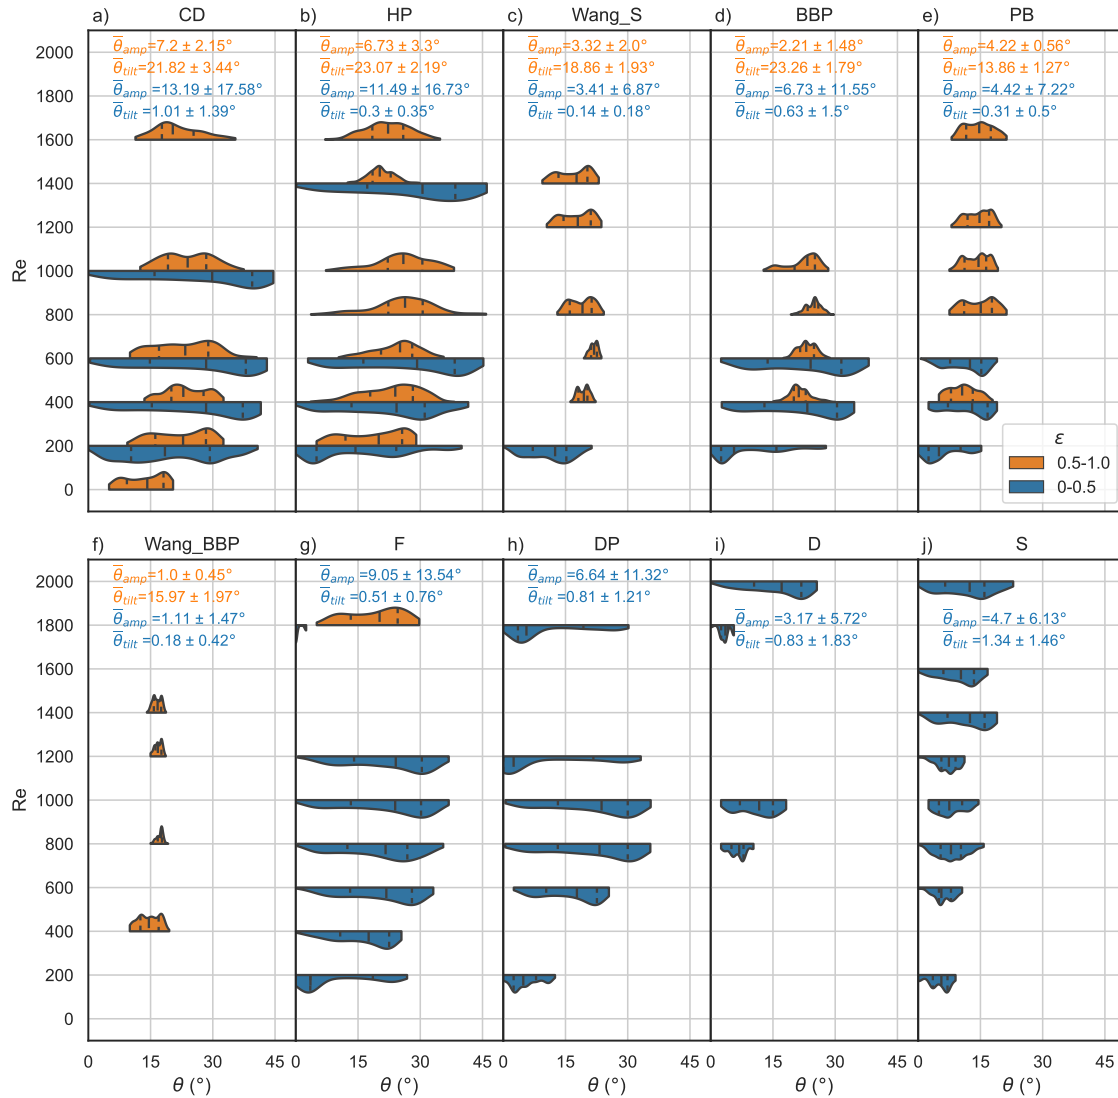 a) CD b) HP c) Wang_S d) BBP e) PB
2000
1800
1600
1400
1200
1000
800
600
400
200
0
Re
θ̅amp=7.2 ± 2.15°
θ̅tilt=21.82 ± 3.44°
θ̅amp=13.19 ± 17.58°
θ̅tilt=1.01 ± 1.39°
θ̅amp=6.73 ± 3.3°
θ̅tilt=23.07 ± 2.19°
θ̅amp=11.49 ± 16.73°
θ̅tilt=0.3 ± 0.35°
θ̅amp=3.32 ± 2.0°
θ̅tilt=18.86 ± 1.93°
θ̅amp=3.41 ± 6.87°
θ̅tilt=0.14 ± 0.18°
θ̅amp=2.21 ± 1.48°
θ̅tilt=23.26 ± 1.79°
θ̅amp=6.73 ± 11.55°
θ̅tilt=0.63 ± 1.5°
θ̅amp=4.22 ± 0.56°
θ̅tilt=13.86 ± 1.27°
θ̅amp=4.42 ± 7.22°
θ̅tilt=0.31 ± 0.5°
ε
0.5-1.0
0-0.5
f) Wang_BBP g) F h) DP i) D j) S
2000
1800
1600
1400
1200
1000
800
600
400
200
0
Re
θ̅amp=1.0 ± 0.45°
θ̅tilt=15.97 ± 1.97°
θ̅amp=1.11 ± 1.47°
θ̅tilt=0.18 ± 0.42°
θ̅amp=9.05 ± 13.54°
θ̅tilt=0.51 ± 0.76°
θ̅amp=6.64 ± 11.32°
θ̅tilt=0.81 ± 1.21°
θ̅amp=3.17 ± 5.72°
θ̅tilt=0.83 ± 1.83°
θ̅amp=4.7 ± 6.13°
θ̅tilt=1.34 ± 1.46°
0 15 30 45 0 15 30 45 0 15 30 45 0 15 30 45 0 15 30 45
θ (°) θ (°) θ (°) θ (°) θ (°)